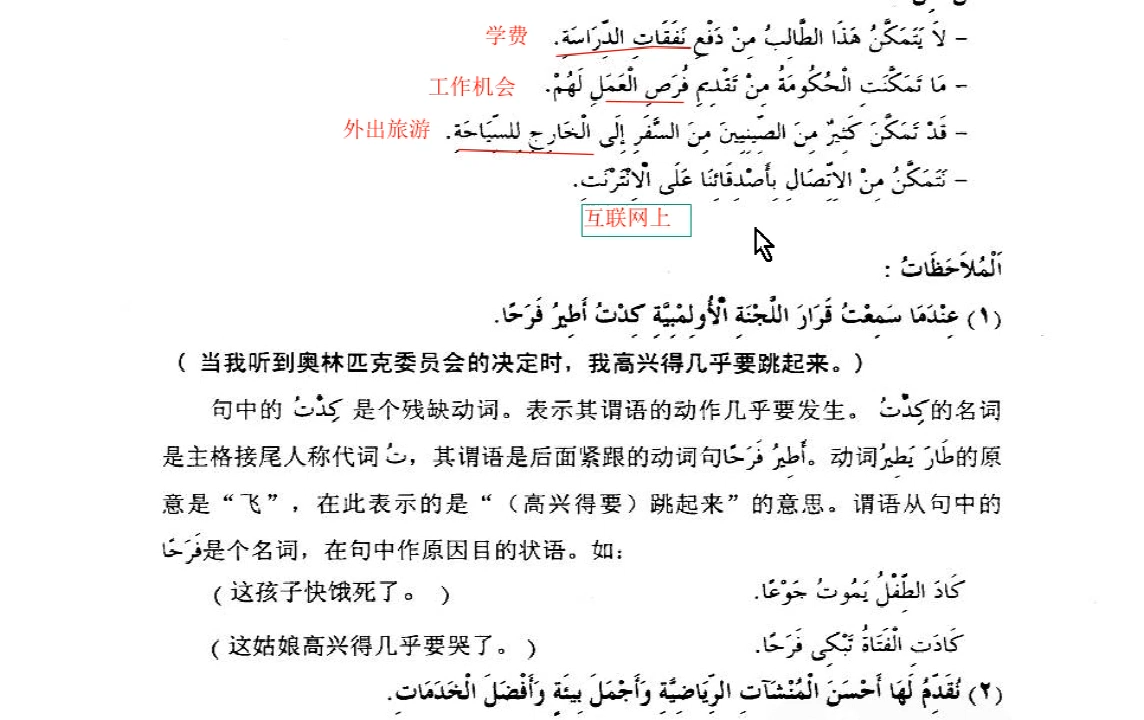 – لاَ يَتَمَكَّنُ هَذَا الطَّالِبُ مِنْ دَفْعِ نَفَقَاتِ الدِّرَاسَةِ. 学费
– مَا تَمَكَّنَتِ الْحُكُومَةُ مِنْ تَقْدِيمِ فُرَصِ الْعَمَلِ لَهُمْ. 工作机会
– قَدْ تَمَكَّنَ كَثِيرٌ مِنَ الصِّينِيِّينَ مِنَ السَّفَرِ إِلَى الْخَارِجِ لِلسِّيَاحَةِ. 外出旅游
– نَتَمَكَّنُ مِنْ الاِتِّصَالِ بِأَصْدِقَائِنَا عَلَى الْاِنْتَرْنَتِ.
互联网上
اَلْمُلاَحَظَاتُ :
(١) عِنْدَمَا سَمِعْتُ قَرَارَ اللَّجْنَةِ الْأُولِمْبِيَّةِ كِدْتُ أَطِيرُ فَرَحًا.
（ 当我听到奥林匹克委员会的决定时，我高兴得几乎要跳起来。）
句中的 كِدْتُ 是个残缺动词。表示其谓语的动作几乎要发生。 كِدْتُ的名词
是主格接尾人称代词 تُ，其谓语是后面紧跟的动词句أَطِيرُ فَرَحًا。动词طَارَ يَطِيرُ的原
意是“飞”，在此表示的是“（高兴得要）跳起来”的意思。谓语从句中的
فَرَحًا是个名词，在句中作原因目的状语。如：
كَادَ الطِّفْلُ يَمُوتُ جَوْعًا. （这孩子快饿死了。 ）
كَادَتِ الْفَتَاةُ تَبْكِى فَرَحًا. （这姑娘高兴得几乎要哭了。）
(٢) نُقَدِّمُ لَهَا أَحْسَنَ الْمُنْشَآتِ الرِّيَاضِيَّةِ وَأَجْمَلَ بِيئَةٍ وَأَفْضَلَ الْخَدَمَاتِ.